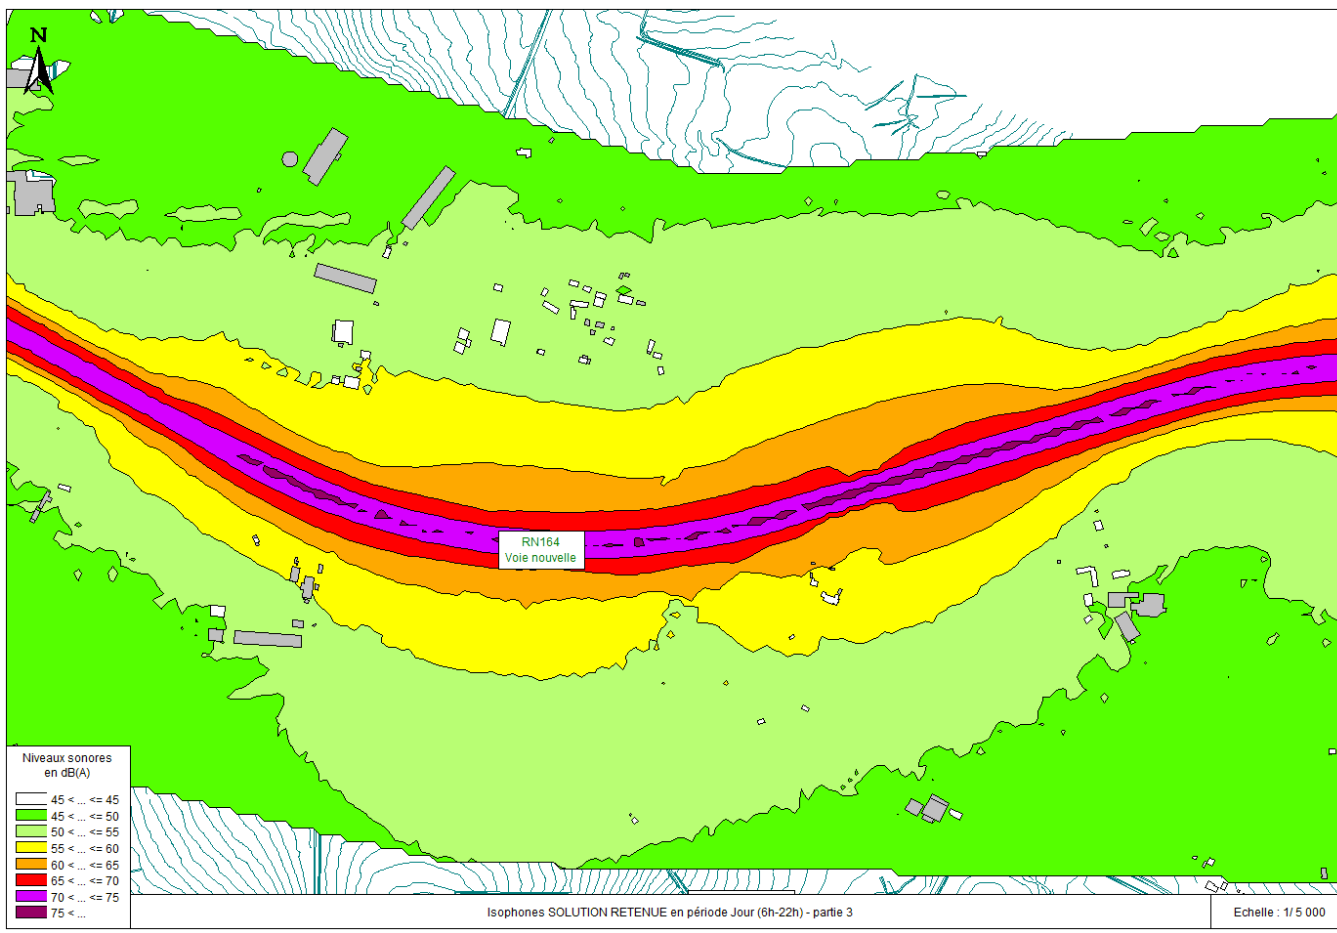 N
RN164
Voie nouvelle
Niveaux sonores
en dB(A)
45 < ... <= 45
45 < ... <= 50
50 < ... <= 55
55 < ... <= 60
60 < ... <= 65
65 < ... <= 70
70 < ... <= 75
75 < ...
Isophones SOLUTION RETENUE en période Jour (6h-22h) - partie 3
Echelle : 1/ 5 000